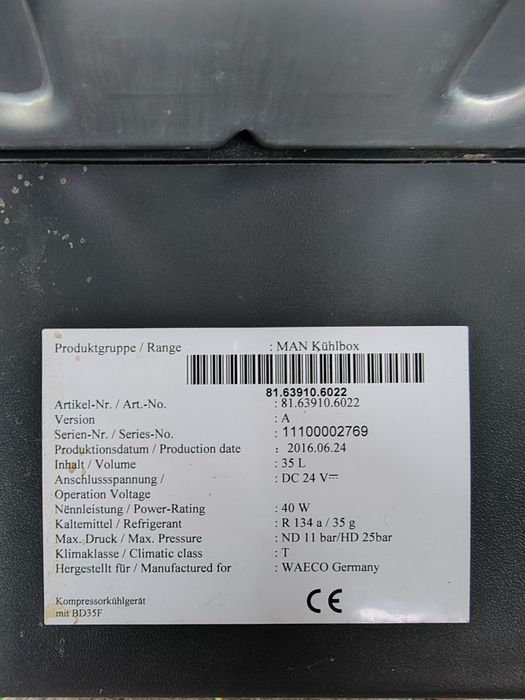 Produktgruppe / Range : MAN Kühlbox
81.63910.6022
Artikel-Nr. / Art.-No. : 81.63910.6022
Version : A
Serien-Nr. / Series-No. : 11100002769
Produktionsdatum / Production date : 2016.06.24
Inhalt / Volume : 35 L
Anschlussspannung / : DC 24 V⎓
Operation Voltage
Nennleistung / Power-Rating : 40 W
Kaltemittel / Refrigerant : R 134 a / 35 g
Max. Druck / Max. Pressure : ND 11 bar/HD 25bar
Klimaklasse / Climatic class : T
Hergestellt für / Manufactured for : WAECO Germany
Kompressorkühlgerät
mit BD35F
CE